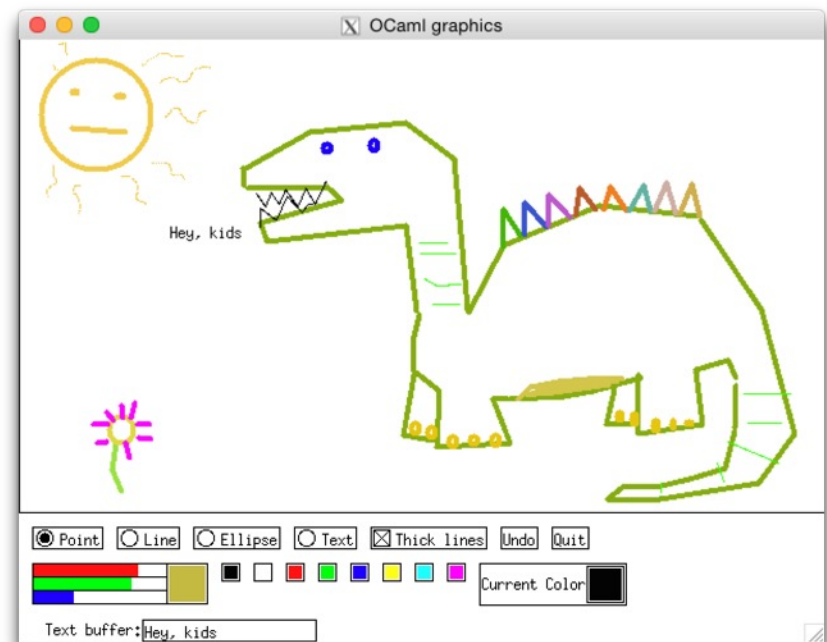 OCaml graphics
Hey, kids
Point Line Ellipse Text Thick lines Undo Quit
Current Color
Text buffer: Hey, kids